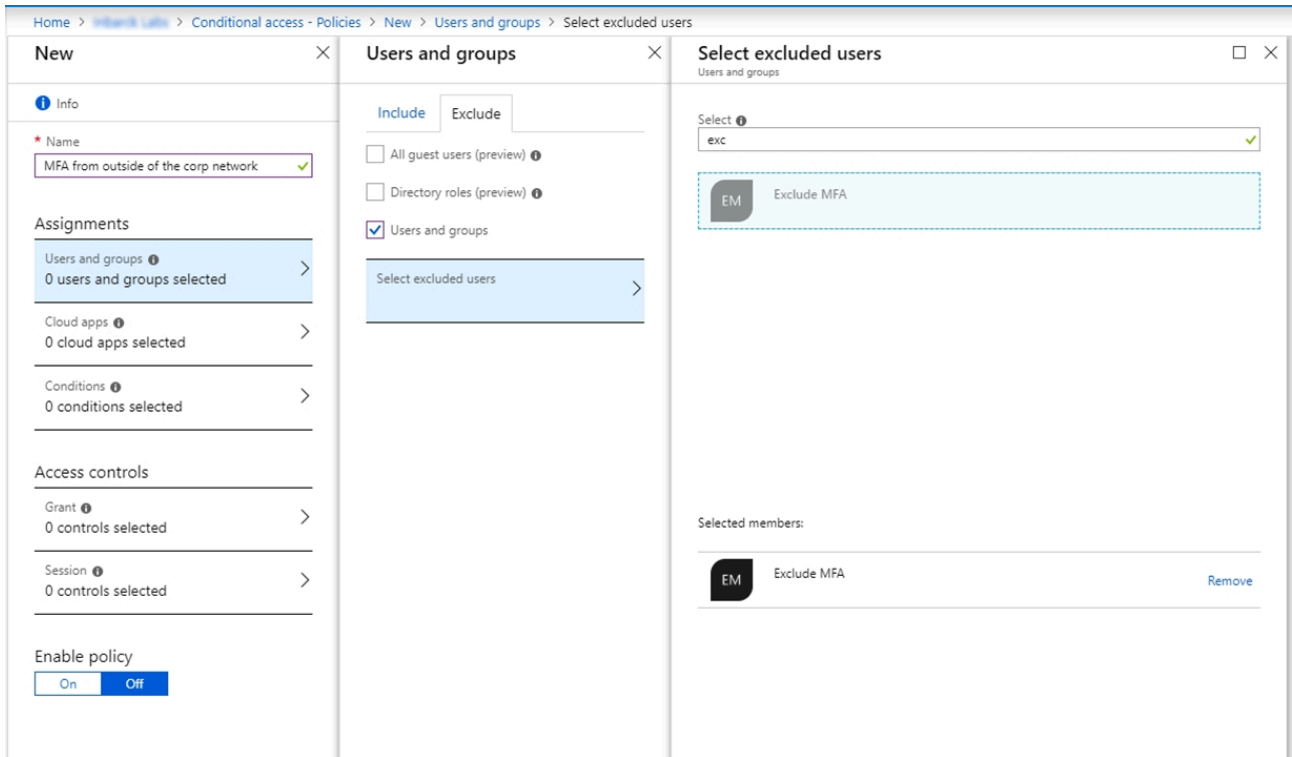 Home > > Conditional access - Policies > New > Users and groups > Select excluded users
New
Info
* Name
MFA from outside of the corp network
Assignments
Users and groups
0 users and groups selected
Cloud apps
0 cloud apps selected
Conditions
0 conditions selected
Access controls
Grant
0 controls selected
Session
0 controls selected
Enable policy
On Off
Users and groups
Include Exclude
All guest users (preview)
Directory roles (preview)
Users and groups
Select excluded users
Select excluded users
Users and groups
Select
exc
EM Exclude MFA
Selected members:
EM Exclude MFA
Remove